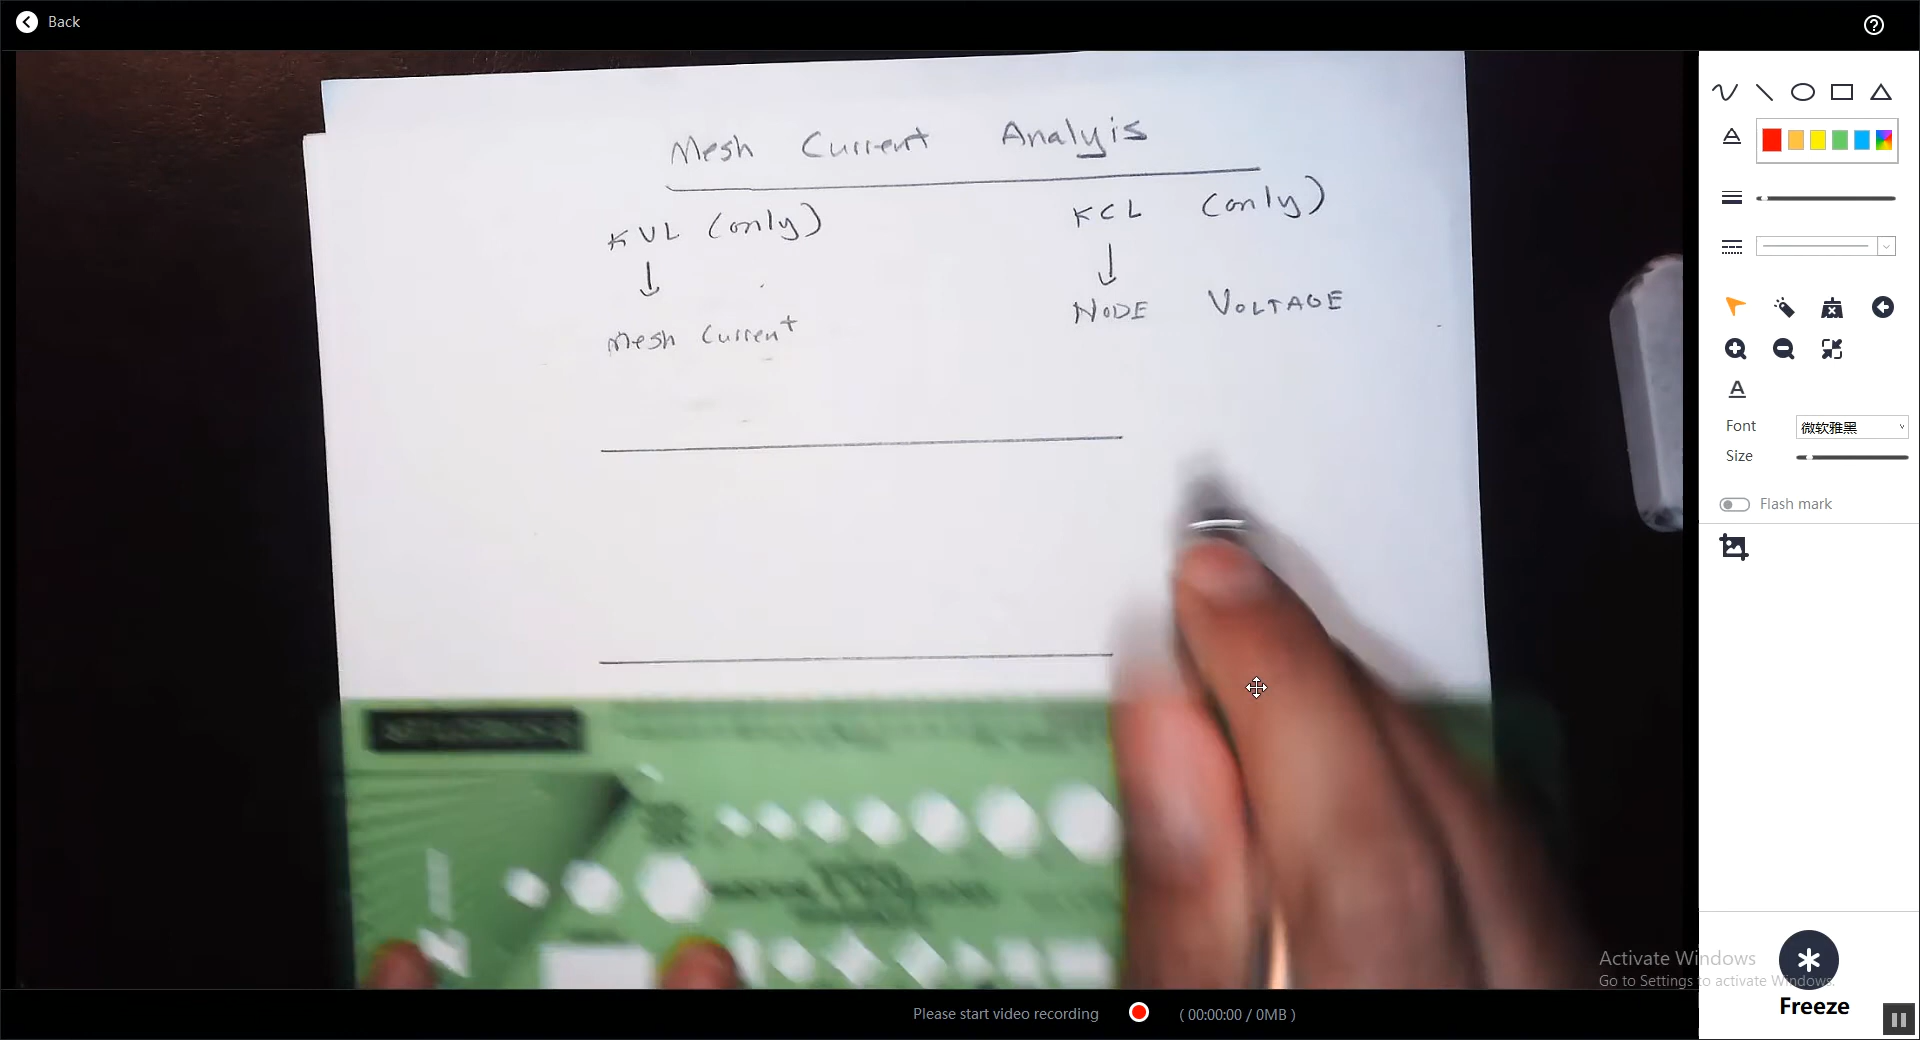 Back
Mesh Current Analyis
KVL (only) KCL (only)
Mesh Current NODE VOLTAGE
A
Font 微软雅黑
Size
Flash mark
Activate Windows
Go to Settings to activate Windows.
Freeze
Please start video recording ( 00:00:00 / 0MB )